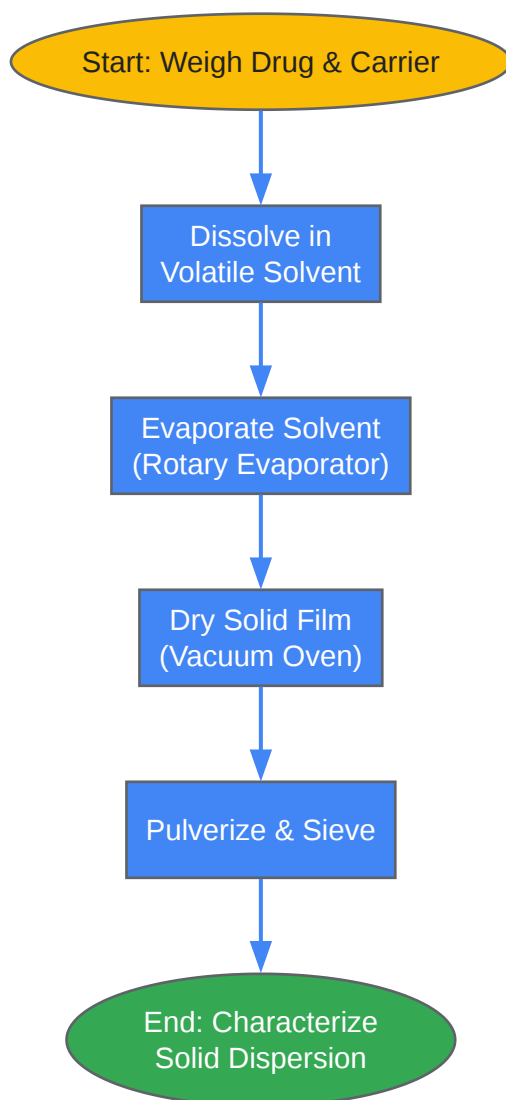 Start: Weigh Drug & Carrier
Dissolve in
Volatile Solvent
Evaporate Solvent
(Rotary Evaporator)
Dry Solid Film
(Vacuum Oven)
Pulverize & Sieve
End: Characterize
Solid Dispersion